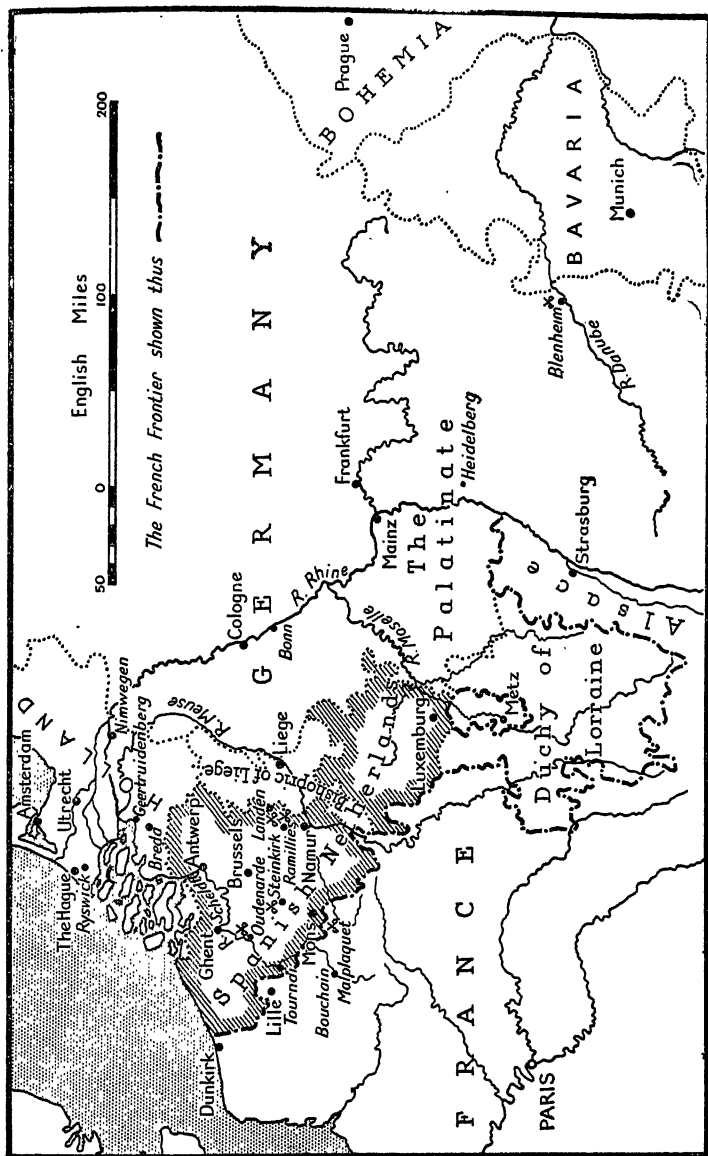 English Miles
50 0 100 200
The French Frontier shown thus
Amsterdam
Utrecht
The Hague
Ryswick
HOLLAND
Nimwegen
Geertruidenberg
Breda
Antwerp
R. Scheldt
Ghent
Dunkirk
Brussels
Oudenarde
Landen
Steinkirk
Ramillies
Namur
Mons
Lille
Tournai
Bouchain
Malplaquet
Spanish Netherlands
Bishopric of Liege
Liege
R. Meuse
Cologne
Bonn
R. Rhine
GERMANY
Frankfurt
Mainz
The
Palatinate
Heidelberg
R. Moselle
Luxemburg
Metz
Duchy of
Lorraine
Alsace
Strasburg
FRANCE
PARIS
Blenheim
R. Danube
BAVARIA
Munich
BOHEMIA
Prague